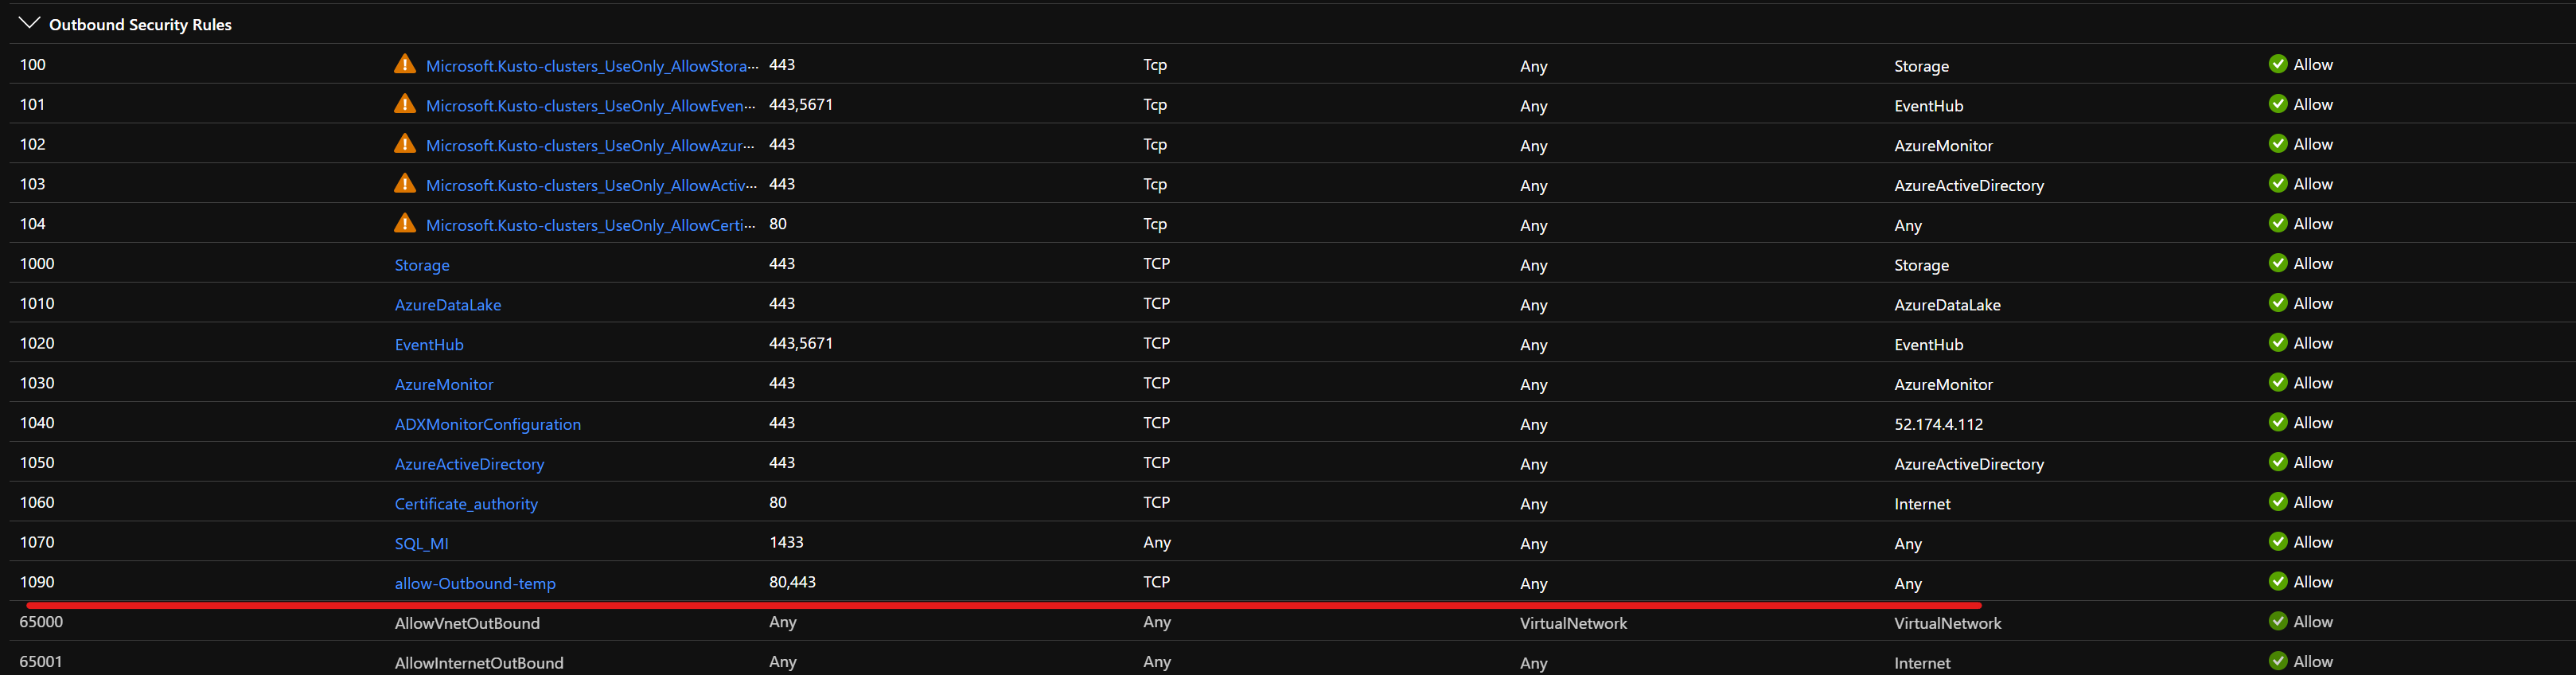 Outbound Security Rules
100 Microsoft.Kusto-clusters_UseOnly_AllowStora··· 443 Tcp Any Storage Allow
101 Microsoft.Kusto-clusters_UseOnly_AllowEven··· 443,5671 Tcp Any EventHub Allow
102 Microsoft.Kusto-clusters_UseOnly_AllowAzur··· 443 Tcp Any AzureMonitor Allow
103 Microsoft.Kusto-clusters_UseOnly_AllowActiv··· 443 Tcp Any AzureActiveDirectory Allow
104 Microsoft.Kusto-clusters_UseOnly_AllowCerti··· 80 Tcp Any Any Allow
1000 Storage 443 TCP Any Storage Allow
1010 AzureDataLake 443 TCP Any AzureDataLake Allow
1020 EventHub 443,5671 TCP Any EventHub Allow
1030 AzureMonitor 443 TCP Any AzureMonitor Allow
1040 ADXMonitorConfiguration 443 TCP Any 52.174.4.112 Allow
1050 AzureActiveDirectory 443 TCP Any AzureActiveDirectory Allow
1060 Certificate_authority 80 TCP Any Internet Allow
1070 SQL_MI 1433 Any Any Any Allow
1090 allow-Outbound-temp 80,443 TCP Any Any Allow
65000 AllowVnetOutBound Any Any VirtualNetwork VirtualNetwork Allow
65001 AllowInternetOutBound Any Any Any Internet Allow